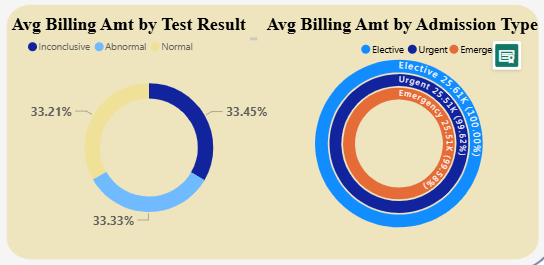 Avg Billing Amt by Test Result
Inconclusive Abnormal Normal
33.21%
33.45%
33.33%
Avg Billing Amt by Admission Type
Elective Urgent Emerge
Elective 25.61K (100.00%)
Urgent 25.51K (99.62%)
Emergency 25.51K (99.58%)